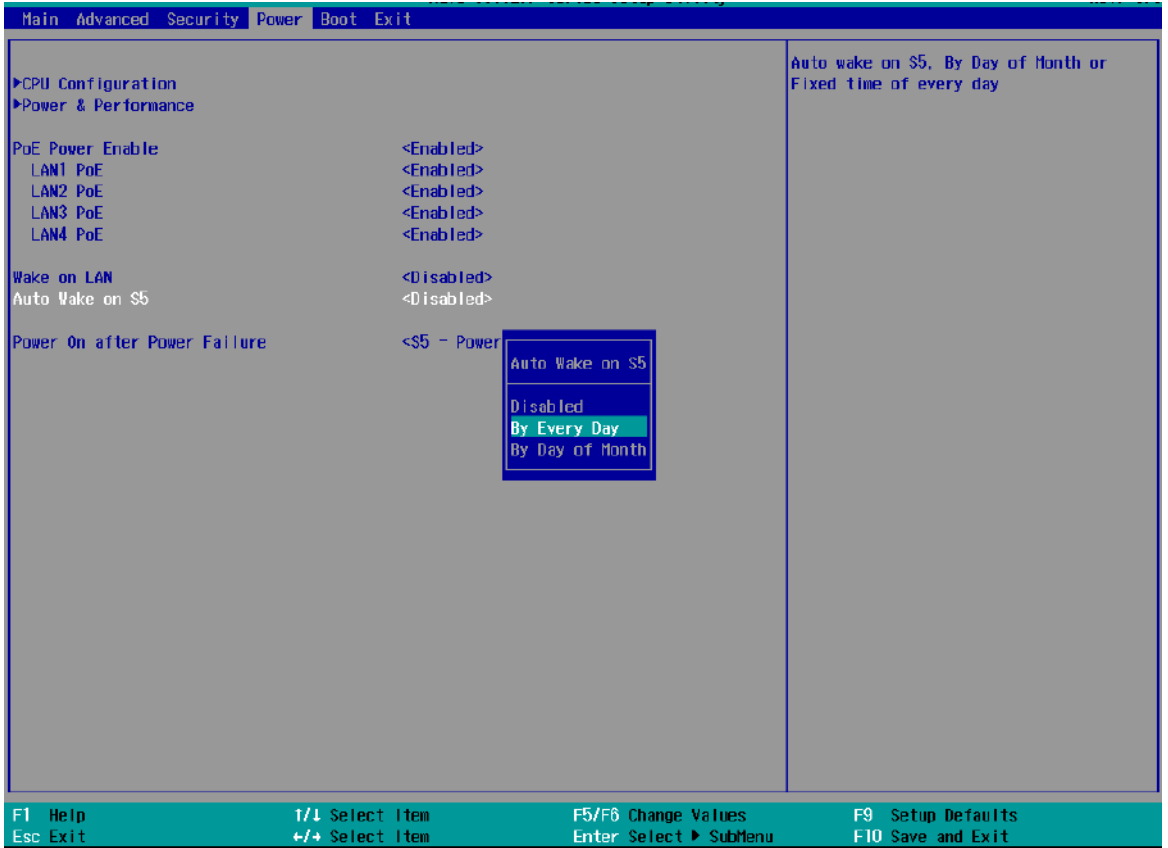 Main Advanced Security Power Boot Exit
Auto wake on S5, By Day of Month or
Fixed time of every day
▶CPU Configuration
▶Power & Performance
PoE Power Enable <Enabled>
LAN1 PoE <Enabled>
LAN2 PoE <Enabled>
LAN3 PoE <Enabled>
LAN4 PoE <Enabled>
Wake on LAN <Disabled>
Auto Wake on S5 <Disabled>
Power On after Power Failure <S5 - Power
Auto Wake on S5
Disabled
By Every Day
By Day of Month
F1 Help ↑/↓ Select Item F5/F6 Change Values F9 Setup Defaults
Esc Exit ←/→ Select Item Enter Select ▶ SubMenu F10 Save and Exit